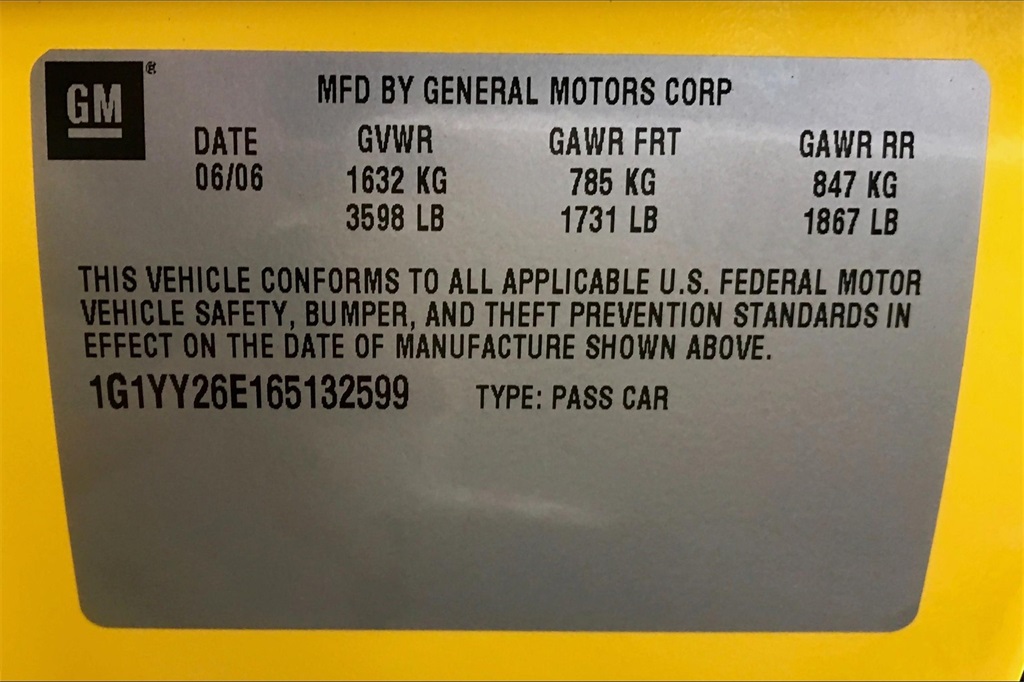 GM®
MFD BY GENERAL MOTORS CORP
DATE GVWR GAWR FRT GAWR RR
06/06 1632 KG 785 KG 847 KG
3598 LB 1731 LB 1867 LB
THIS VEHICLE CONFORMS TO ALL APPLICABLE U.S. FEDERAL MOTOR
VEHICLE SAFETY, BUMPER, AND THEFT PREVENTION STANDARDS IN
EFFECT ON THE DATE OF MANUFACTURE SHOWN ABOVE.
1G1YY26E165132599 TYPE: PASS CAR